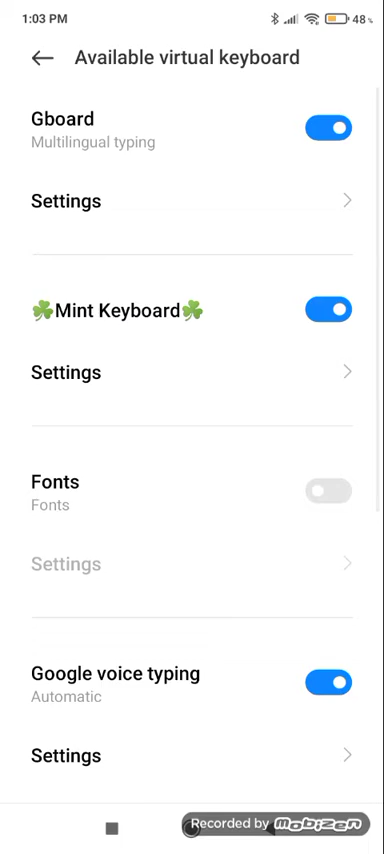 1:03 PM
48%
Available virtual keyboard
Gboard
Multilingual typing
Settings
☘Mint Keyboard☘
Settings
Fonts
Fonts
Settings
Google voice typing
Automatic
Settings
Recorded by mobizen